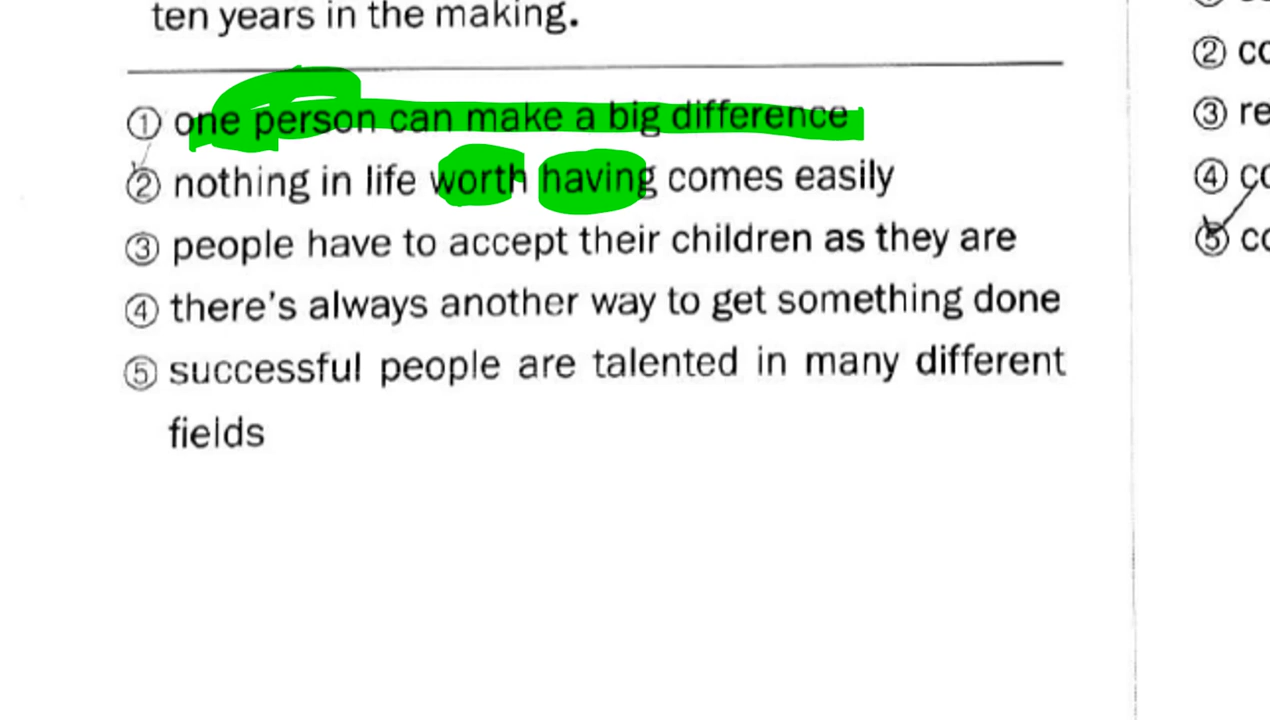 ten years in the making.
① one person can make a big difference
② nothing in life worth having comes easily
③ people have to accept their children as they are
④ there's always another way to get something done
⑤ successful people are talented in many different
fields
②
③ re
④
⑤